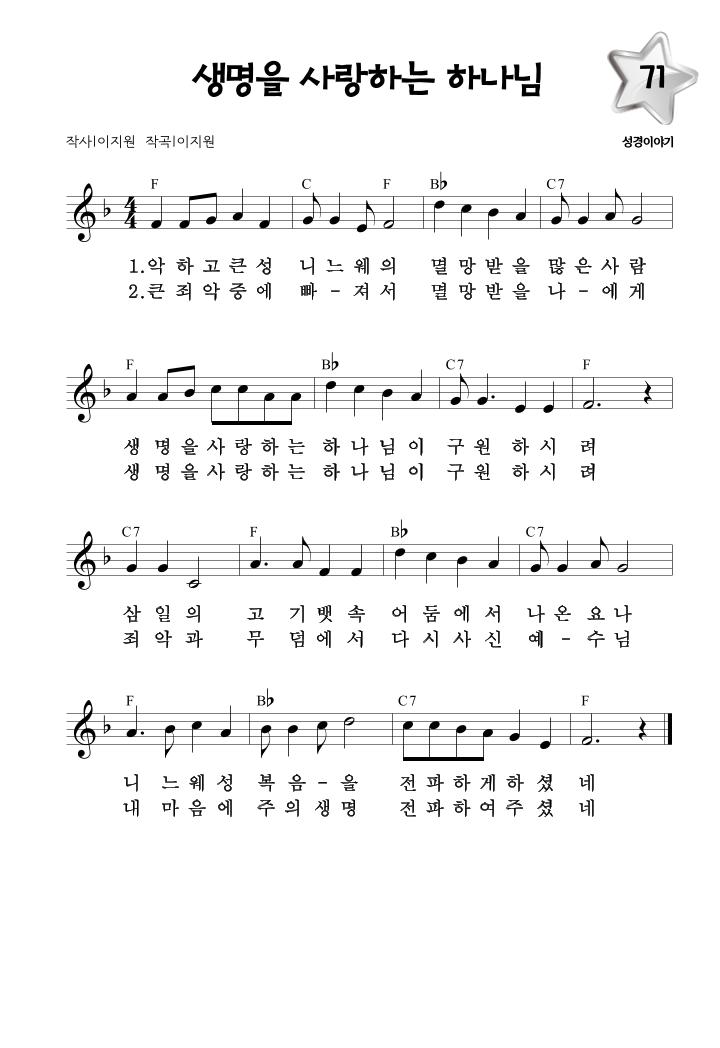 생명을 사랑하는 하나님
71
작사|이지원 작곡|이지원
성경이야기
F C F B♭ C7
1.악 하 고 큰 성 니 느 웨 의 멸 망 받 을 많 은 사 람
2.큰 죄 악 중 에 빠 - 져 서 멸 망 받 을 나 - 에 게
F B♭ C7 F
생 명 을 사 랑 하 는 하 나 님 이 구 원 하 시 려
생 명 을 사 랑 하 는 하 나 님 이 구 원 하 시 려
C7 F B♭ C7
삼 일 의 고 기 뱃 속 어 둠 에 서 나 온 요 나
죄 악 과 무 덤 에 서 다 시 사 신 예 - 수 님
F B♭ C7 F
니 느 웨 성 복 음 - 을 전 파 하 게 하 셨 네
내 마 음 에 주 의 생 명 전 파 하 여 주 셨 네